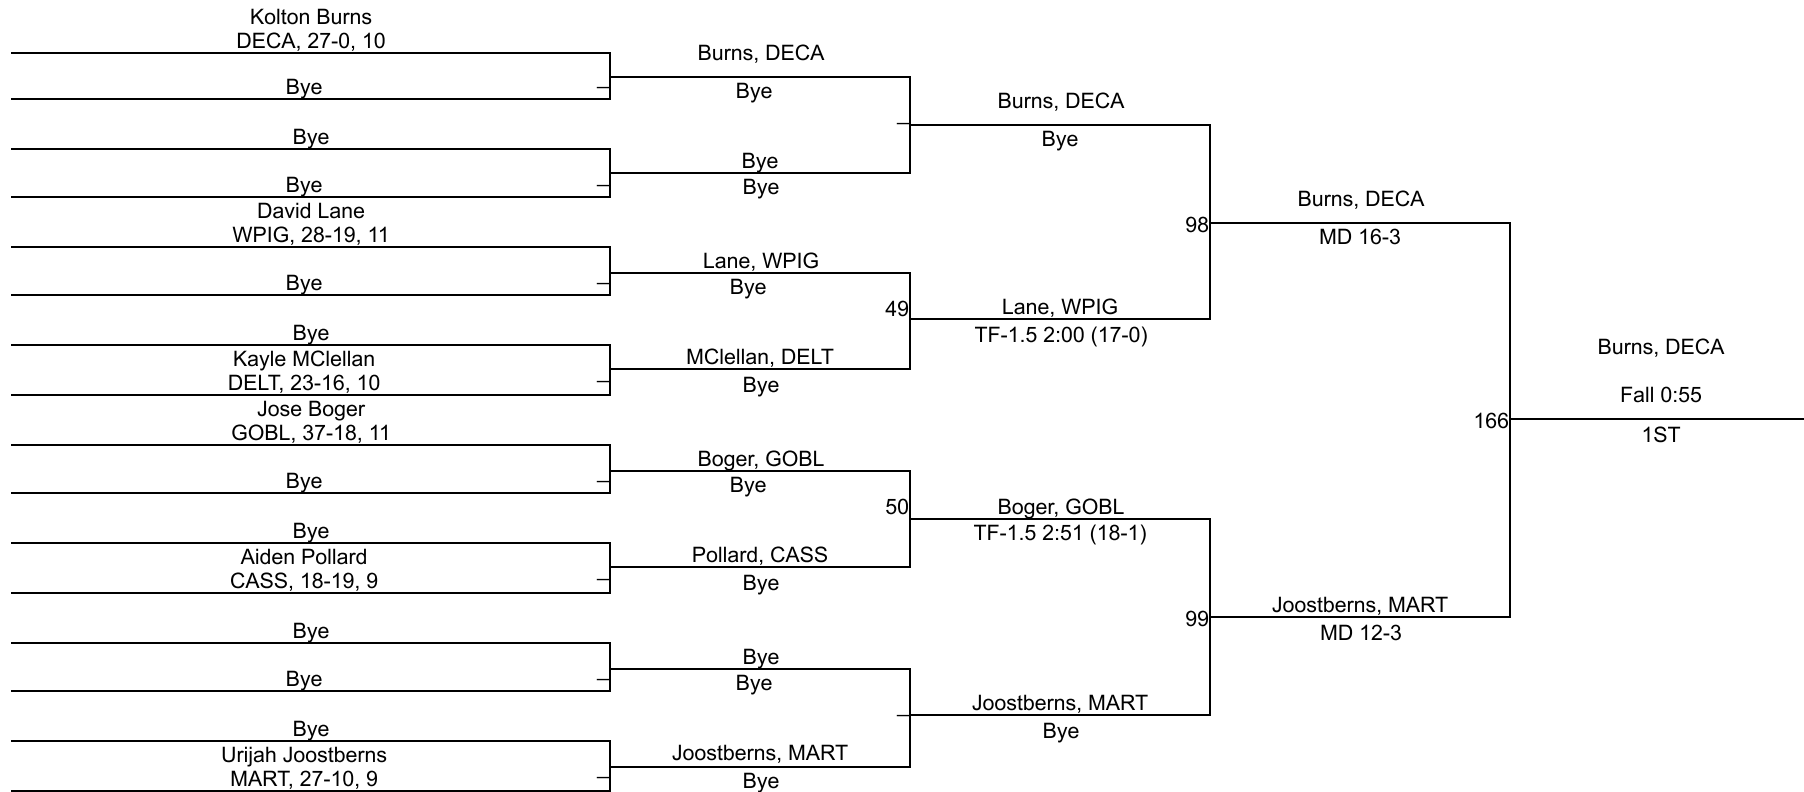 Kolton Burns
DECA, 27-0, 10
Bye
Bye
Bye
David Lane
WPIG, 28-19, 11
Bye
Bye
Kayle MClellan
DELT, 23-16, 10
Jose Boger
GOBL, 37-18, 11
Bye
Bye
Aiden Pollard
CASS, 18-19, 9
Bye
Bye
Bye
Urijah Joostberns
MART, 27-10, 9
Burns, DECA
Bye
Bye
Bye
Lane, WPIG
Bye
49
MClellan, DELT
Bye
Boger, GOBL
Bye
50
Pollard, CASS
Bye
Bye
Bye
Joostberns, MART
Bye
Burns, DECA
Bye
98
Lane, WPIG
TF-1.5 2:00 (17-0)
Boger, GOBL
TF-1.5 2:51 (18-1)
99
Joostberns, MART
Bye
Burns, DECA
MD 16-3
166
Joostberns, MART
MD 12-3
Burns, DECA
Fall 0:55
1ST